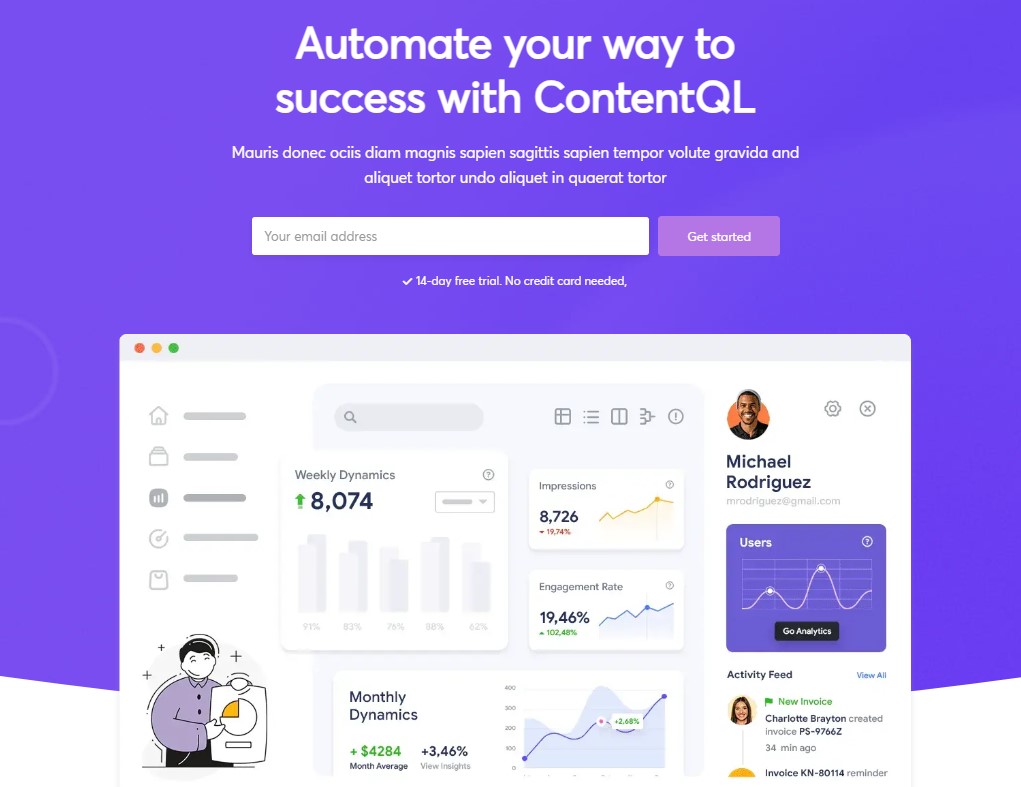 Automate your way to
success with ContentQL
Mauris donec ociis diam magnis sapien sagittis sapien tempor volute gravida and
aliquet tortor undo aliquet in quaerat tortor
Your email address
Get started
14-day free trial. No credit card needed,
Weekly Dynamics
8,074
91%
83%
76%
98%
62%
Impressions
8,726
19,74%
Engagement Rate
19,46%
102,48%
Monthly
Dynamics
+ $4284
Month Average
+3,46%
View Insights
400
300
200
100
0
+2,68%
Michael
Rodriguez
mrodriguez@gmail.com
Users
Go Analytics
Activity Feed
View All
New Invoice
Charlotte Brayton created
invoice PS-9766Z
34 min ago
Invoice KN-80114 reminder